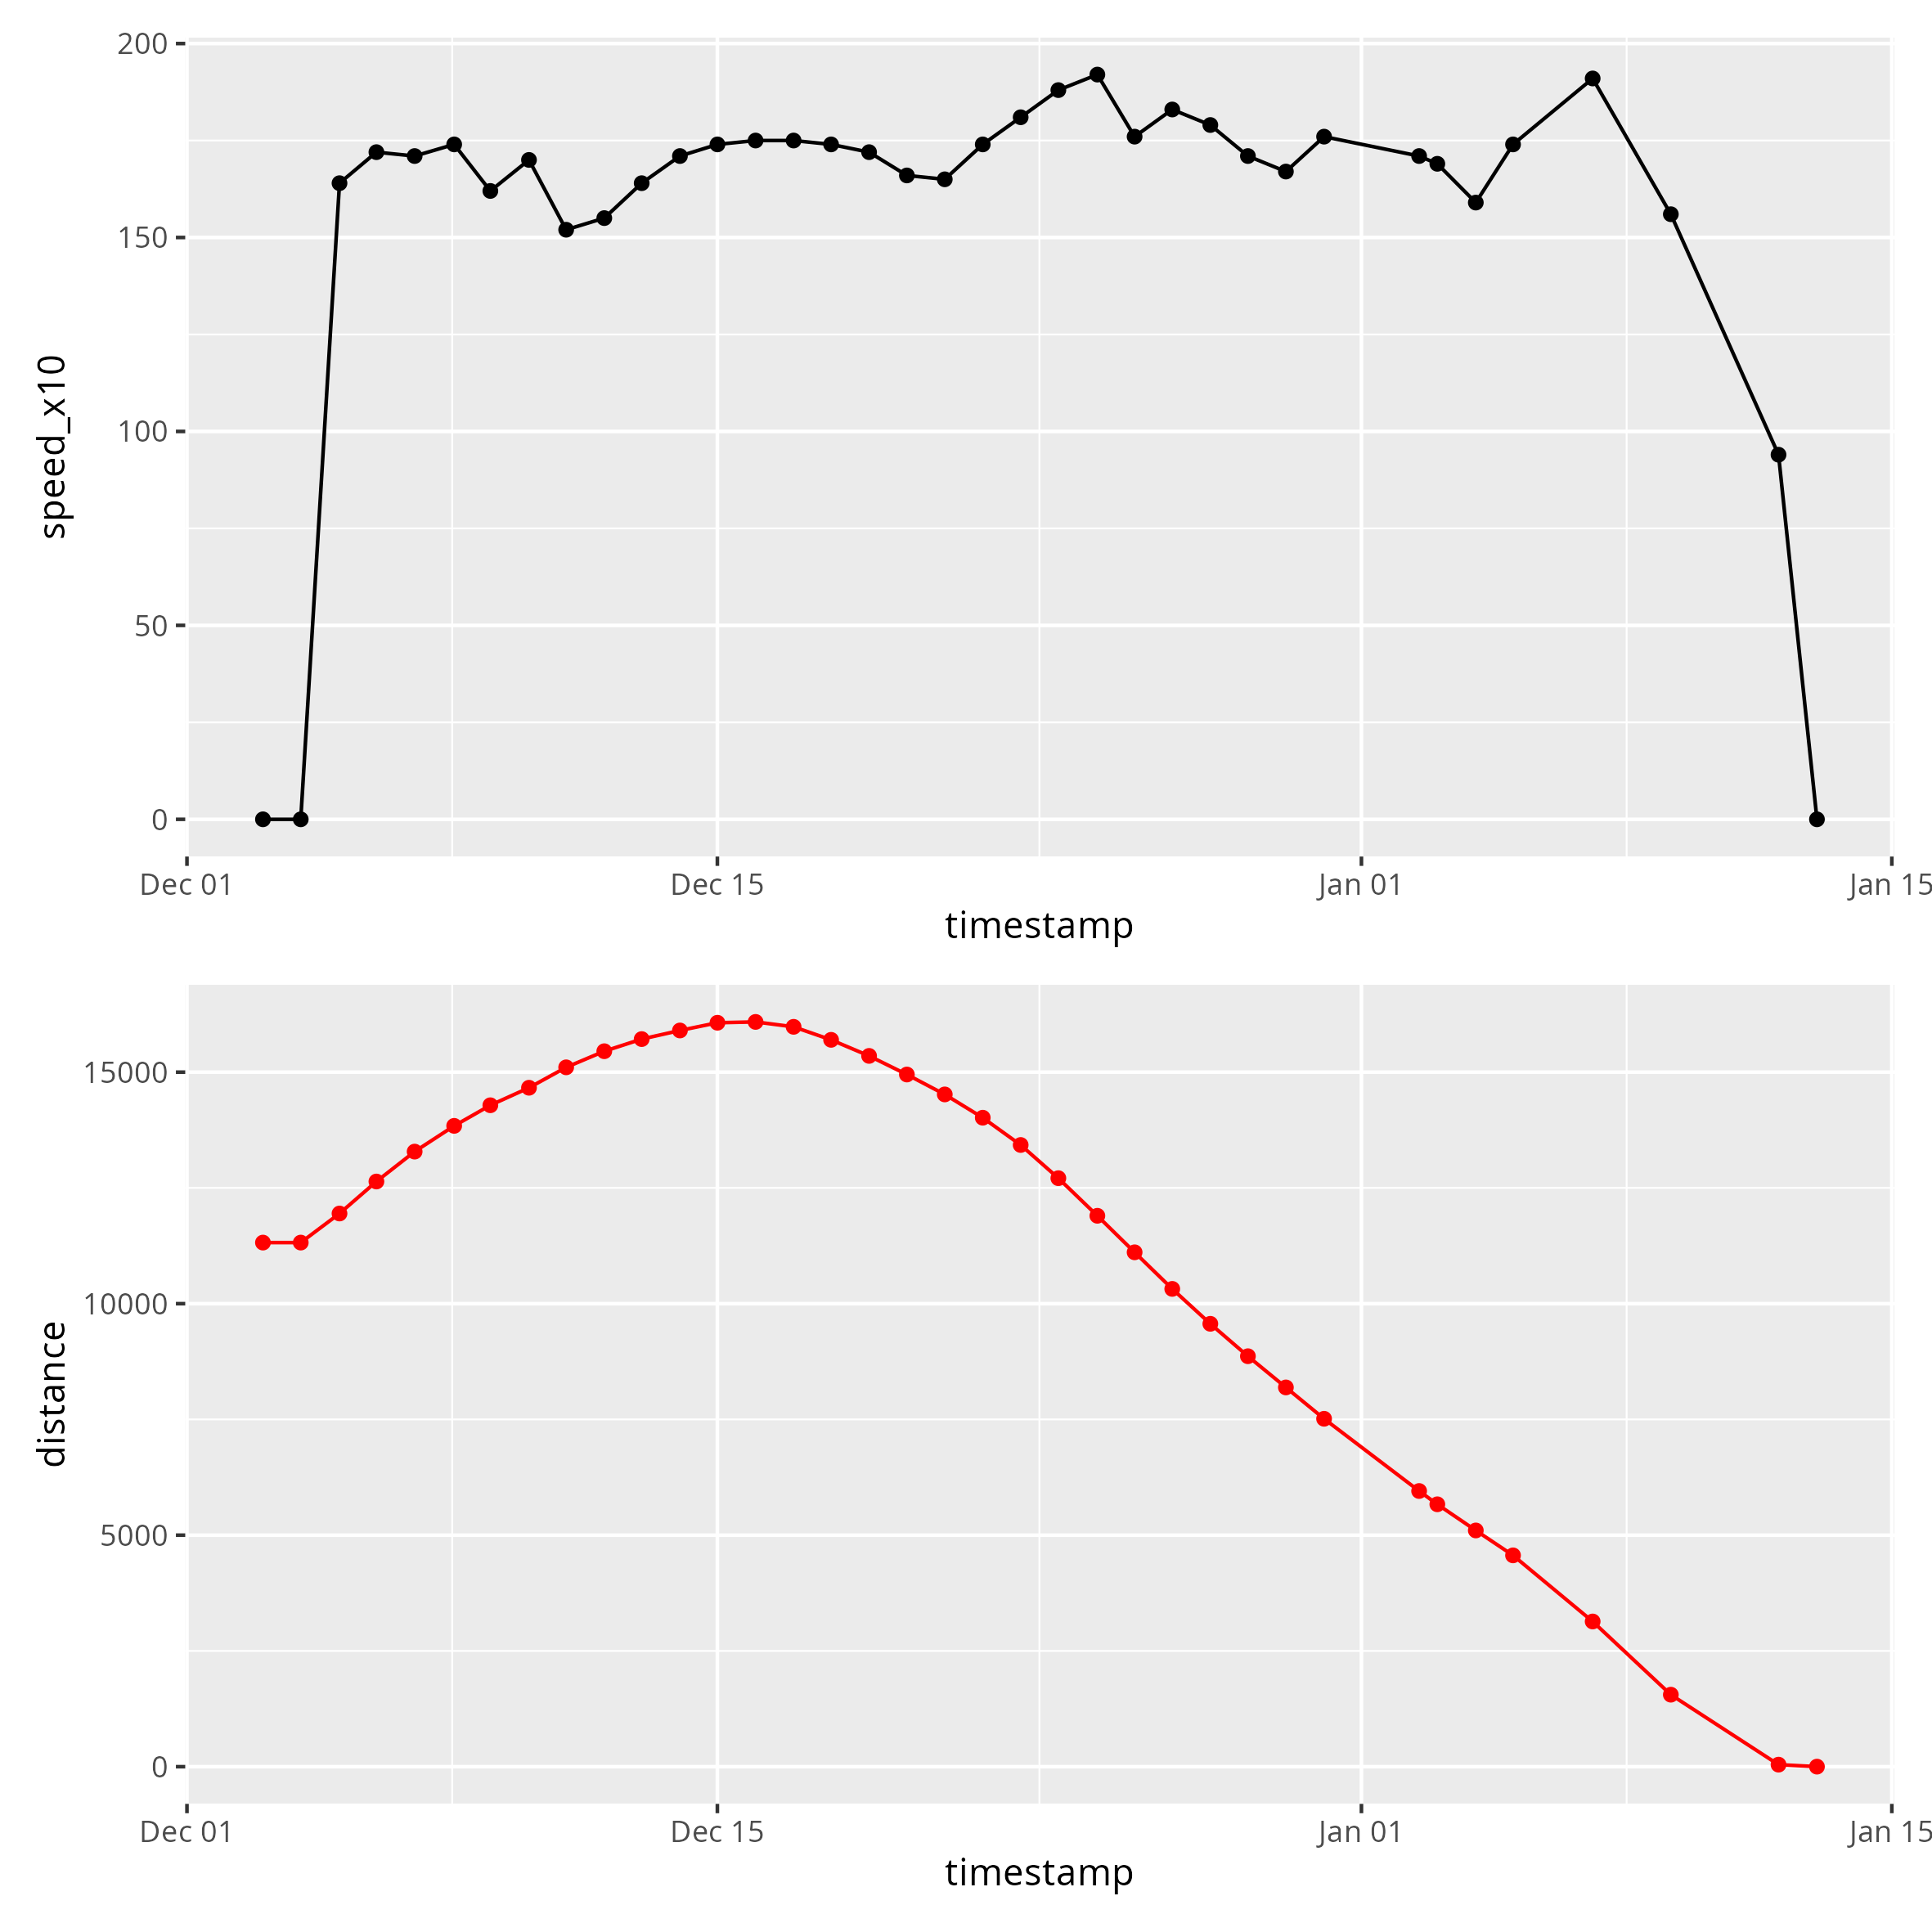 200
150
100
50
0
speed_x10
Dec 01
Dec 15
Jan 01
Jan 15
timestamp
15000
10000
5000
0
distance
Dec 01
Dec 15
Jan 01
Jan 15
timestamp